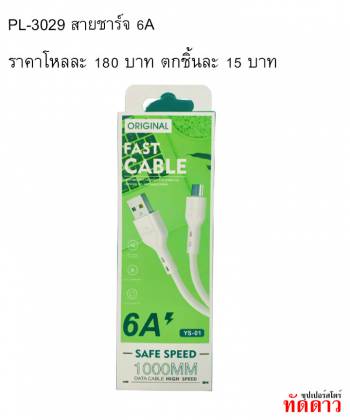 PL-3029 สายชาร์จ 6A
ราคาโหลละ 180 บาท ตกชิ้นละ 15 บาท
ORIGINAL
FAST
CABLE
6A
YS-01
SAFE SPEED
1000MM
DATA CABLE HIGH SPEED
ซุปเปอร์สโตร์
ทัดดาว